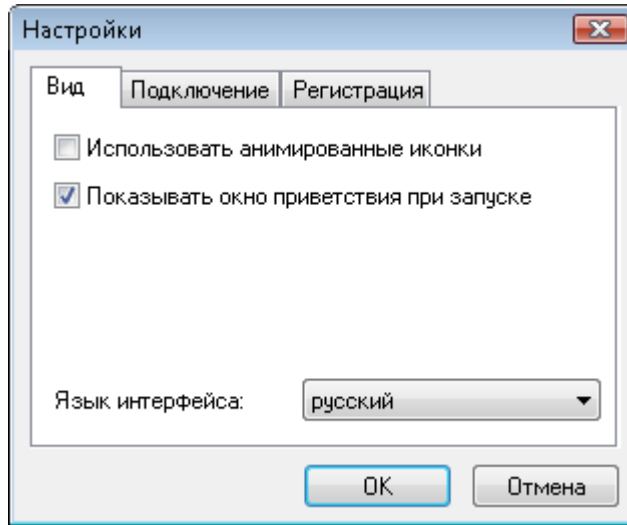 Настройки
Вид Подключение Регистрация
Использовать анимированные иконки
Показывать окно приветствия при запуске
Язык интерфейса: русский
OK Отмена